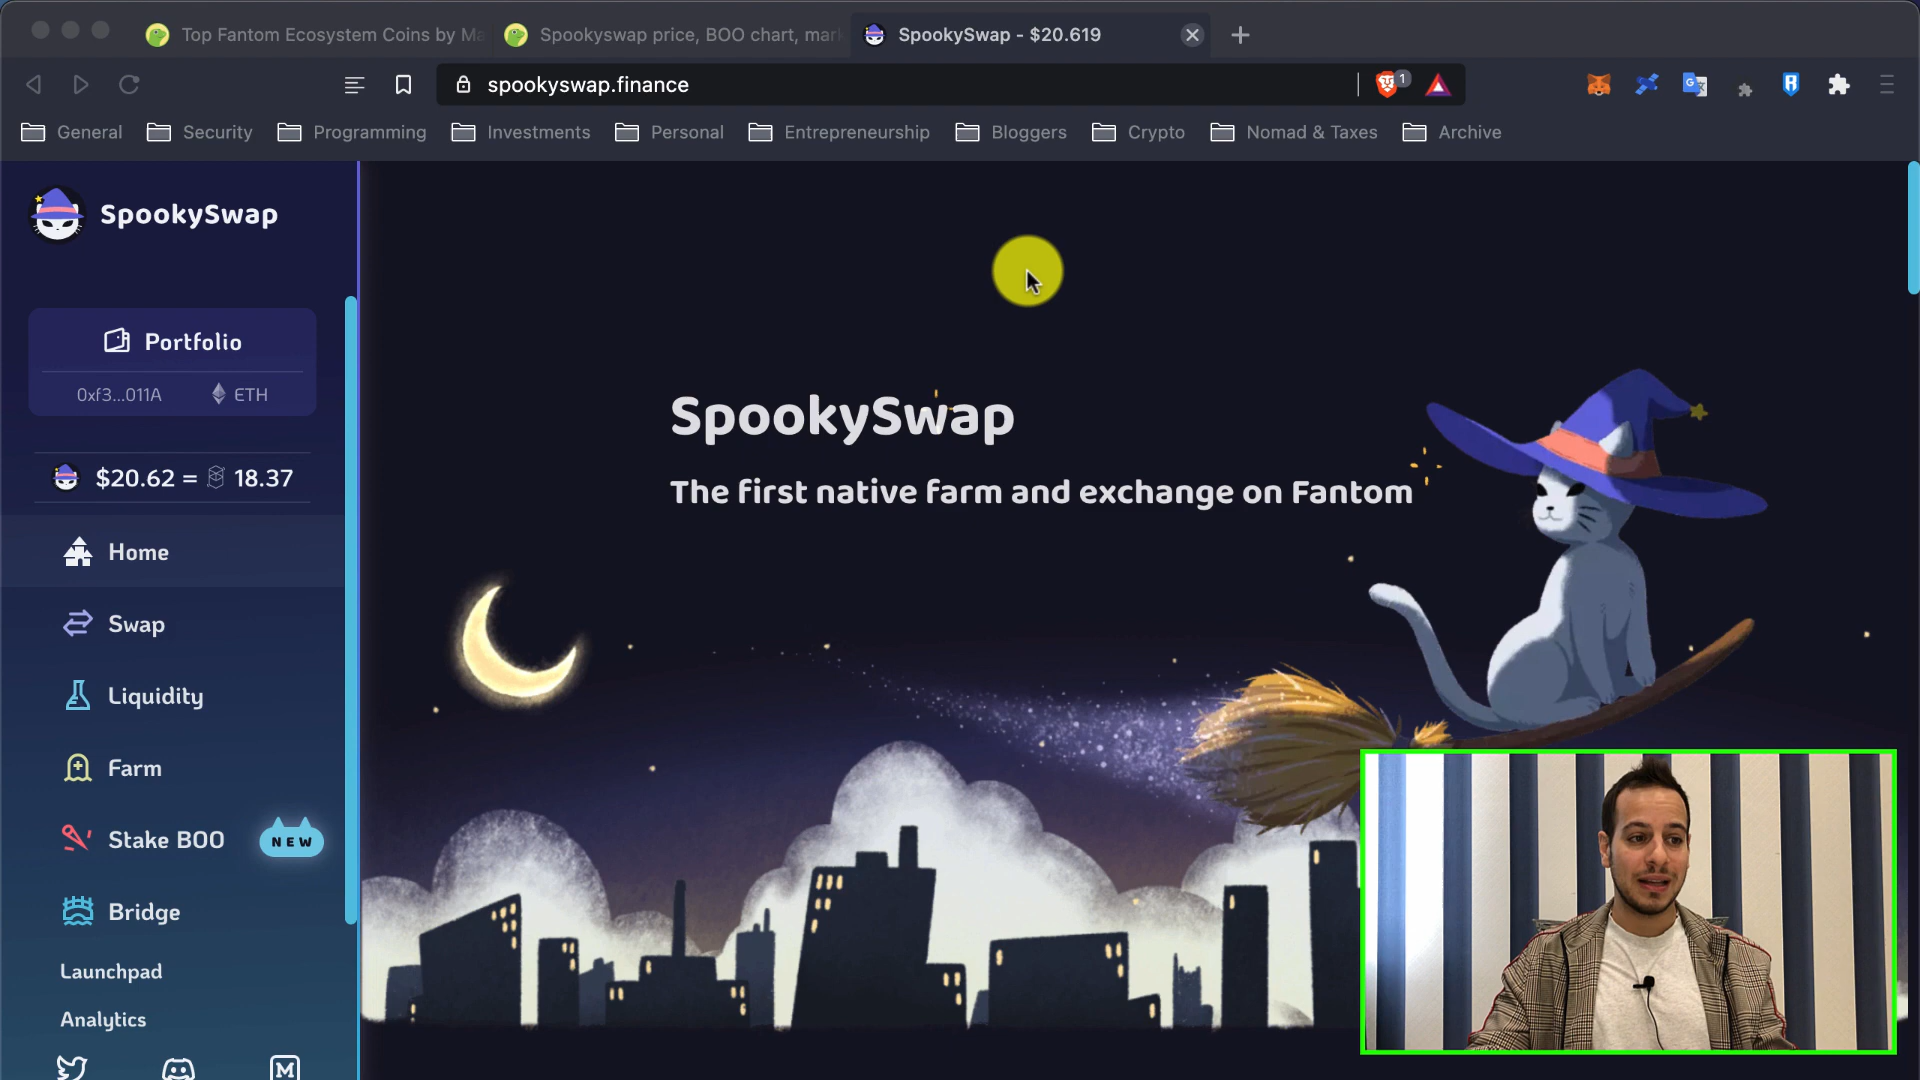 Top Fantom Ecosystem Coins by Ma
Spookyswap price, BOO chart, mar
SpookySwap - $20.619
spookyswap.finance
1
General
Security
Programming
Investments
Personal
Entrepreneurship
Bloggers
Crypto
Nomad & Taxes
Archive
SpookySwap
Portfolio
0xf3...011A
ETH
$20.62 = 18.37
Home
Swap
Liquidity
Farm
Stake BOO
NEW
Bridge
Launchpad
Analytics
SpookySwap
The first native farm and exchange on Fantom